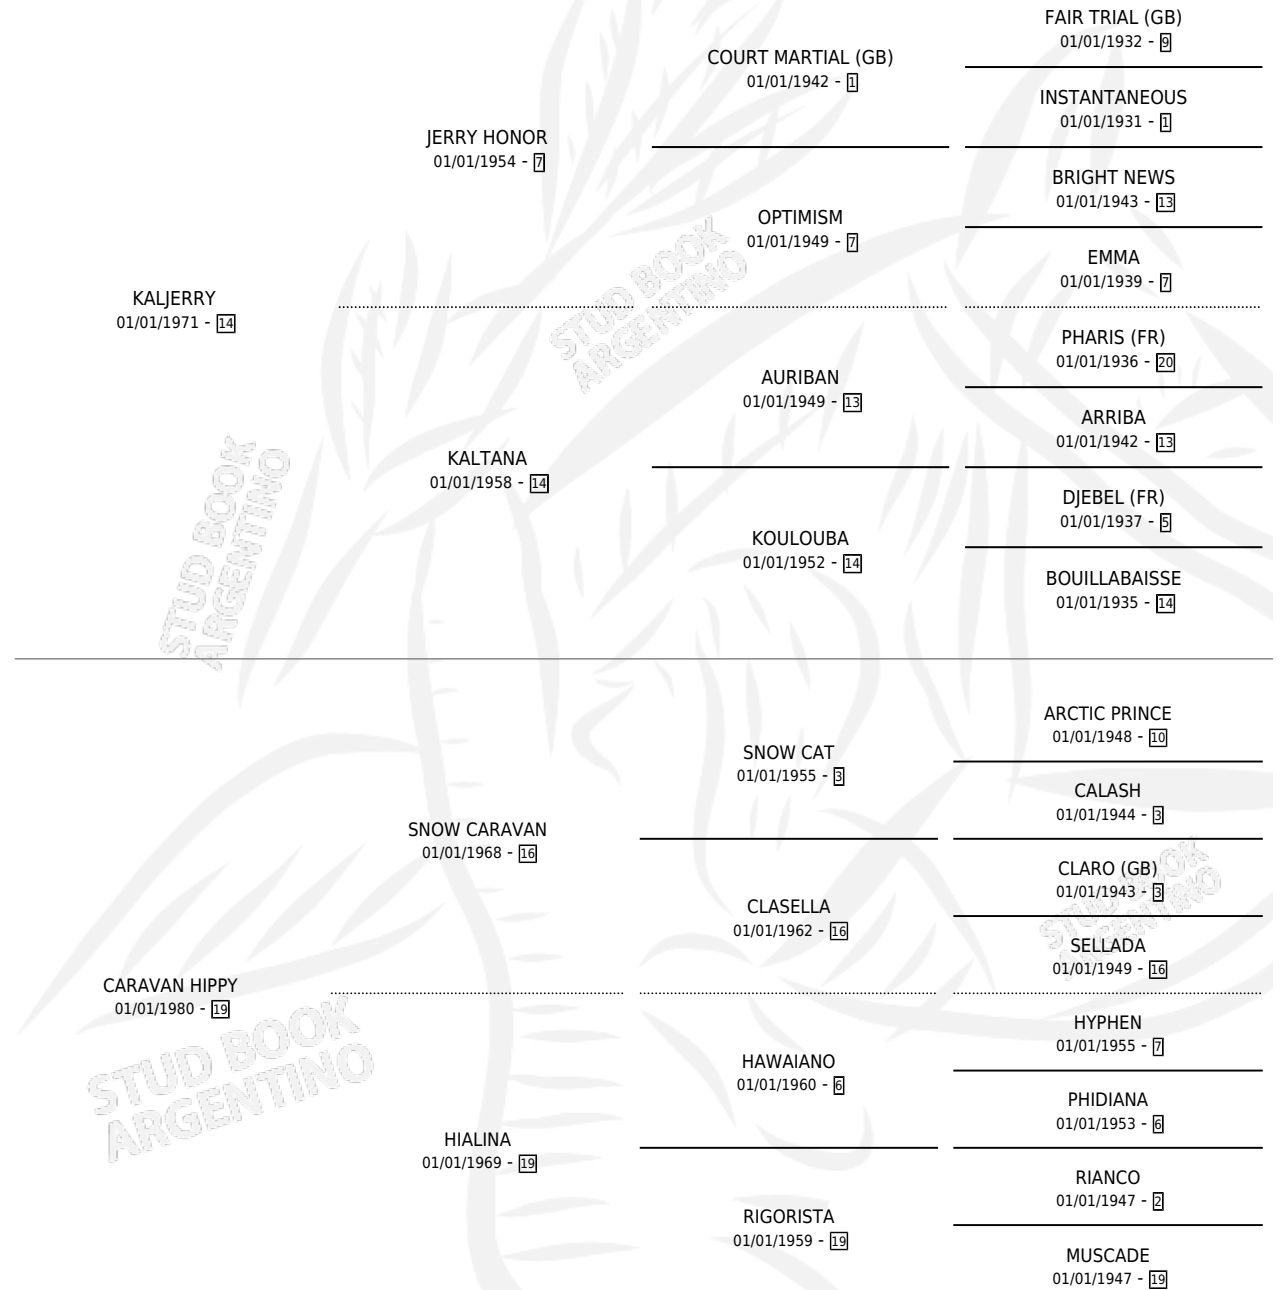 FAIR TRIAL (GB)
01/01/1932 - 9
COURT MARTIAL (GB)
01/01/1942 - 1
INSTANTANEOUS
01/01/1931 - 1
JERRY HONOR
01/01/1954 - 7
BRIGHT NEWS
01/01/1943 - 13
OPTIMISM
01/01/1949 - 7
EMMA
01/01/1939 - 7
KALJERRY
01/01/1971 - 14
PHARIS (FR)
01/01/1936 - 20
AURIBAN
01/01/1949 - 13
ARRIBA
01/01/1942 - 13
KALTANA
01/01/1958 - 14
DJEBEL (FR)
01/01/1937 - 5
KOULOUBA
01/01/1952 - 14
BOUILLABAISSE
01/01/1935 - 14
STUD BOOK
ARGENTINO
STUD BOOK
ARGENTINO
ARCTIC PRINCE
01/01/1948 - 10
SNOW CAT
01/01/1955 - 3
CALASH
01/01/1944 - 3
SNOW CARAVAN
01/01/1968 - 16
CLARO (GB)
01/01/1943 - 3
CLASELLA
01/01/1962 - 16
SELLADA
01/01/1949 - 16
CARAVAN HIPPY
01/01/1980 - 19
HYPHEN
01/01/1955 - 7
HAWAIANO
01/01/1960 - 6
PHIDIANA
01/01/1953 - 6
HIALINA
01/01/1969 - 19
RIANCO
01/01/1947 - 2
RIGORISTA
01/01/1959 - 19
MUSCADE
01/01/1947 - 19
STUD BOOK
ARGENTINO
STUD BOOK
ARGENTINO